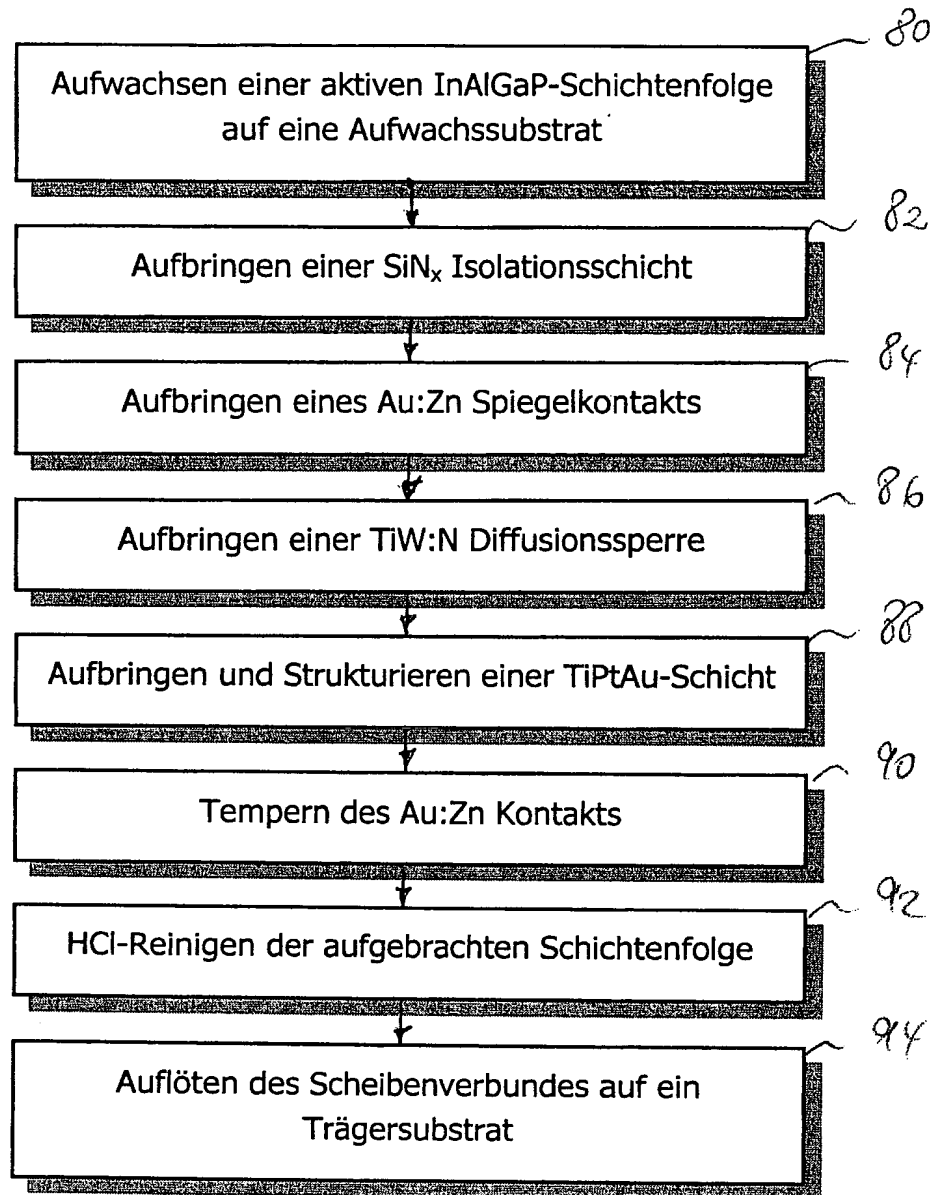 80
Aufwachsen einer aktiven InAlGaP-Schichtenfolge
auf eine Aufwachssubstrat
82
Aufbringen einer SiNₓ Isolationsschicht
84
Aufbringen eines Au:Zn Spiegelkontakts
86
Aufbringen einer TiW:N Diffusionssperre
88
Aufbringen und Strukturieren einer TiPtAu-Schicht
90
Tempern des Au:Zn Kontakts
92
HCl-Reinigen der aufgebrachten Schichtenfolge
94
Auflöten des Scheibenverbundes auf ein
Trägersubstrat